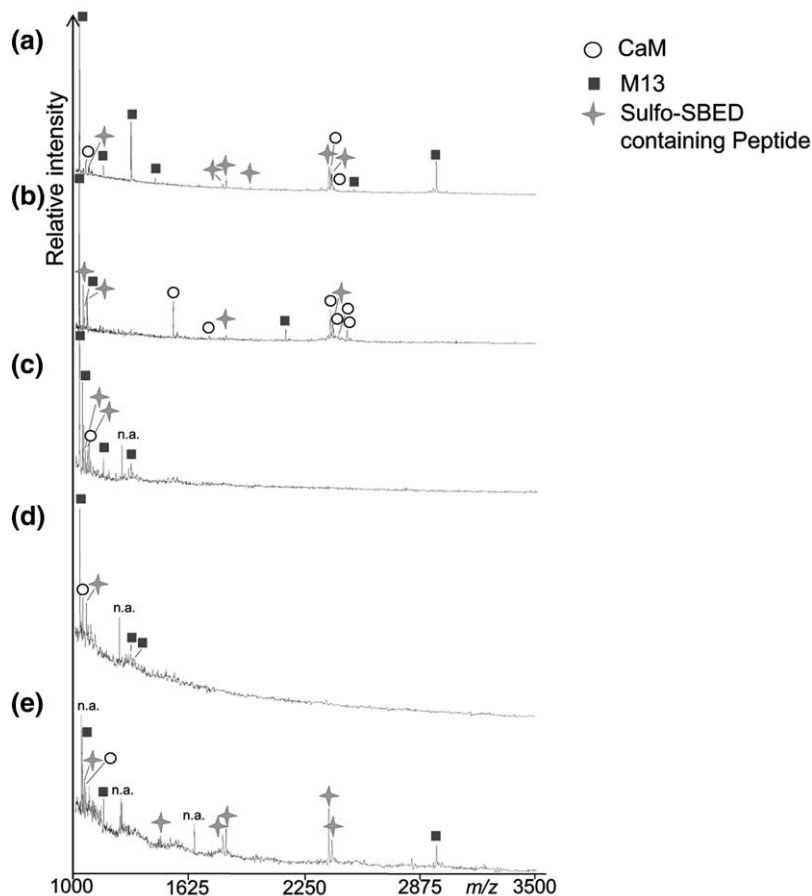 (a)
CaM
M13
Sulfo-SBED
containing Peptide
Relative intensity
(b)
(c)
n.a.
(d)
n.a.
(e)
n.a.
n.a.
n.a.
1000 1625 2250 2875 m/z 3500